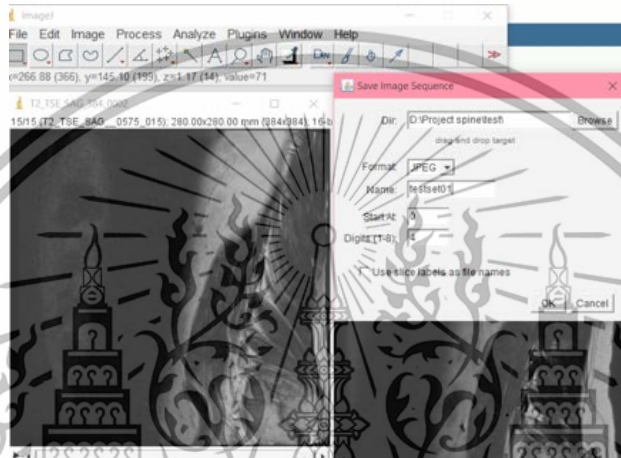 ImageJ
File Edit Image Process Analyze Plugins Window Help
Dev
x=266.88 (366), y=145.10 (199), z=1.17 (14), value=71
T2_TSE_SAG_384_0002
15/15 (T2_TSE_SAG__0575_015); 280.00x280.00 mm (384x384); 16-b
Save Image Sequence
Dir: D:\Project spine\test\ Browse
drag and drop target
Format: JPEG
Name: testset01
Start At: 0
Digits (1-8): 4
Use slice labels as file names
OK Cancel